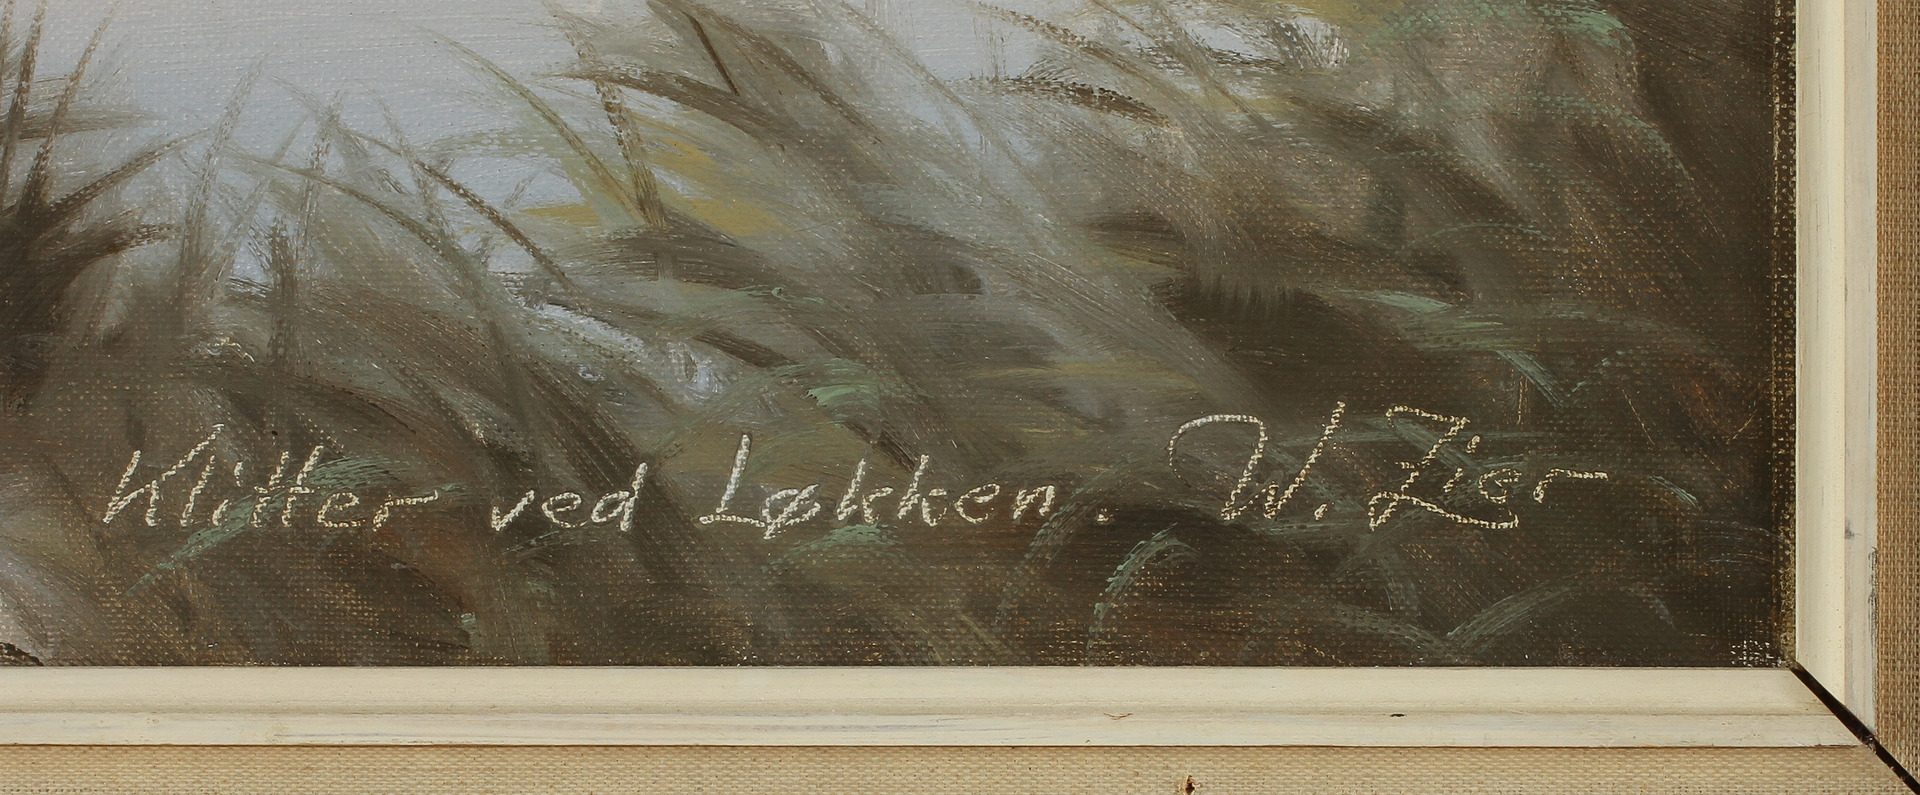 Klitter ved Løkken. W. Zier